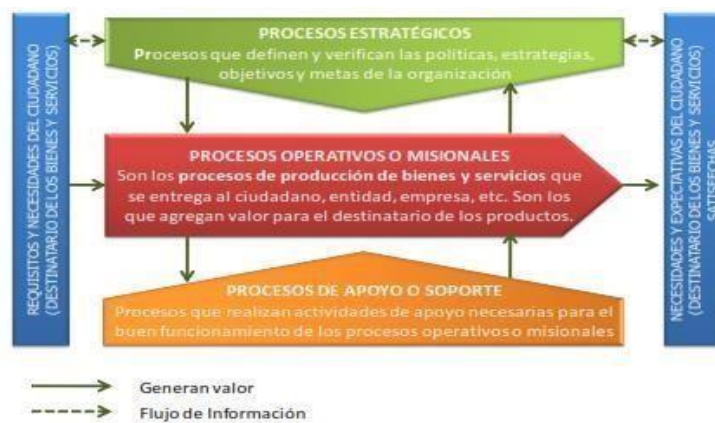 REQUISITOS Y NECESIDADES DEL CIUDADANO
(DESTINATARIO DE LOS BIENES Y SERVICIOS)
PROCESOS ESTRATÉGICOS
Procesos que definen y verifican las políticas, estrategias,
objetivos y metas de la organización
PROCESOS OPERATIVOS O MISIONALES
Son los procesos de producción de bienes y servicios que
se entrega al ciudadano, entidad, empresa, etc. Son los
que agregan valor para el destinatario de los productos.
PROCESOS DE APOYO O SOPORTE
Procesos que realizan actividades de apoyo necesarias para el
buen funcionamiento de los procesos operativos o misionales
NECESIDADES Y EXPECTATIVAS DEL CIUDADANO
(DESTINATARIO DE LOS BIENES Y SERVICIOS)
SATISFECHAS
Generan valor
Flujo de Información